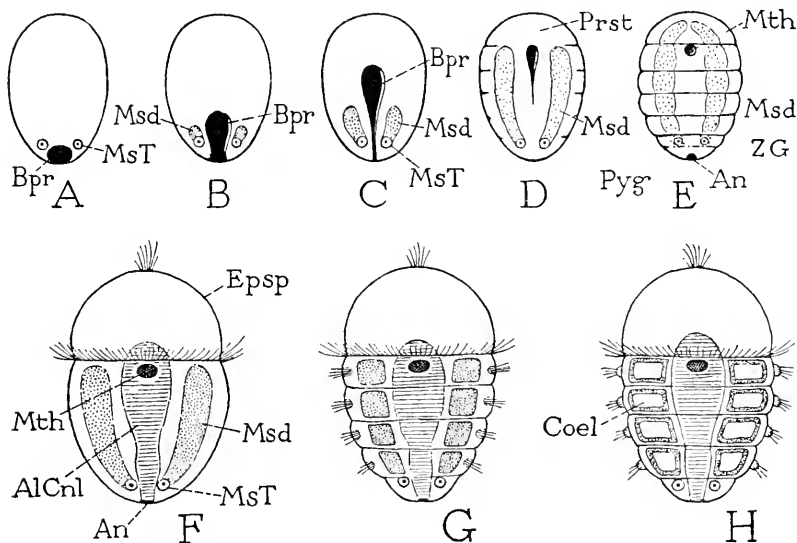 Msd
Bpr
MsT
Bpr
A
B
Bpr
Msd
MsT
C
Prst
Msd
D
Mth
Msd
ZG
Pyg
An
E
Epsp
Mth
AlCnl
An
Msd
MsT
F
G
Coel
H